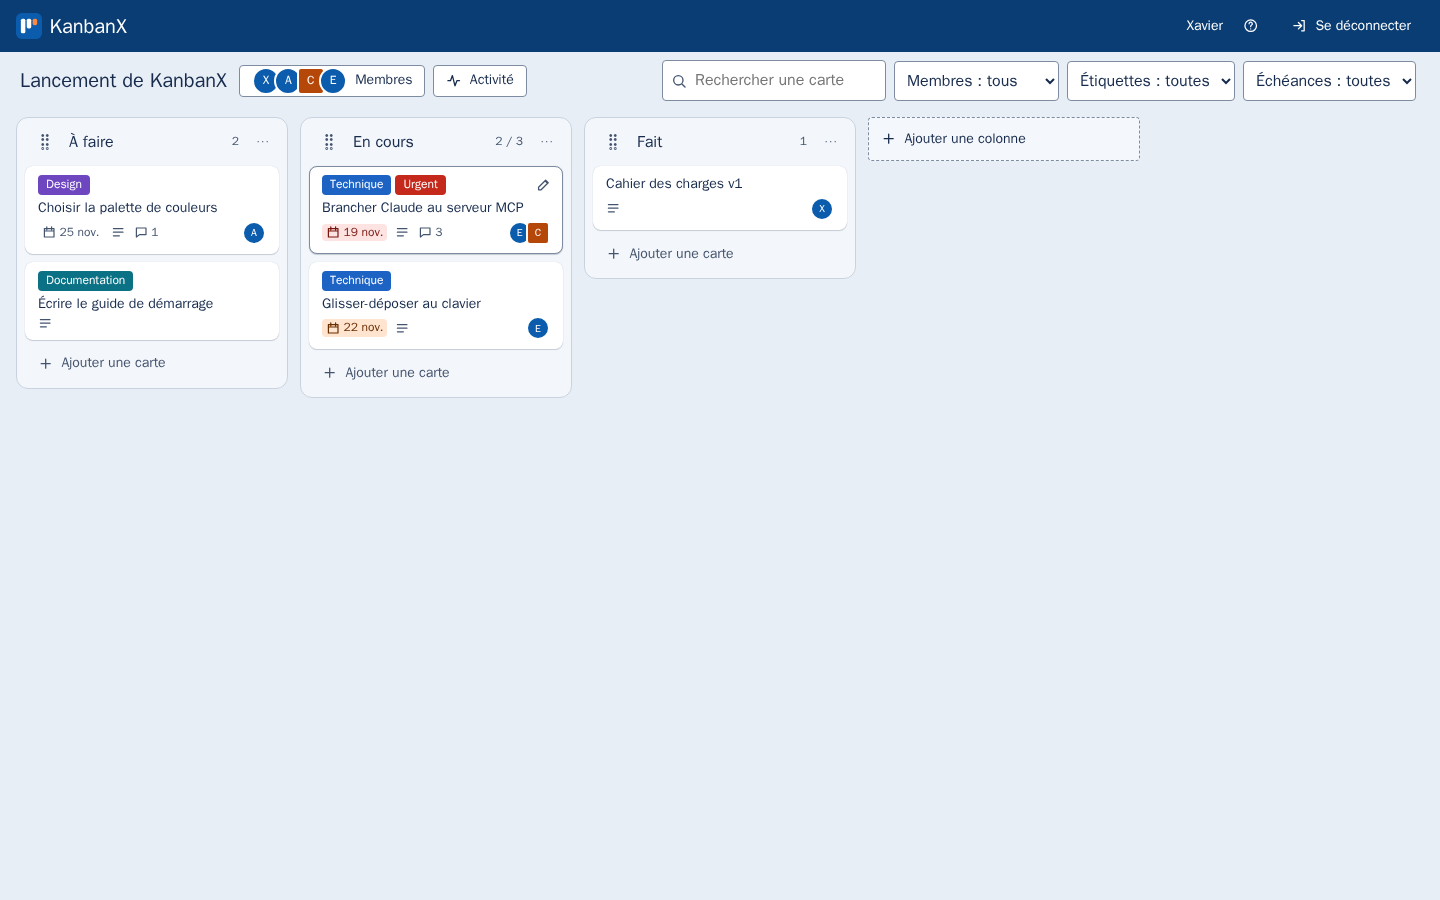 KanbanX
Xavier
Se déconnecter
Lancement de KanbanX
X A C E Membres
Activité
Rechercher une carte
Membres : tous
Étiquettes : toutes
Échéances : toutes
À faire 2
Design
Choisir la palette de couleurs
25 nov. 1 A
Documentation
Écrire le guide de démarrage
Ajouter une carte
En cours 2 / 3
Technique Urgent
Brancher Claude au serveur MCP
19 nov. 3 E C
Technique
Glisser-déposer au clavier
22 nov. E
Ajouter une carte
Fait 1
Cahier des charges v1
X
Ajouter une carte
Ajouter une colonne